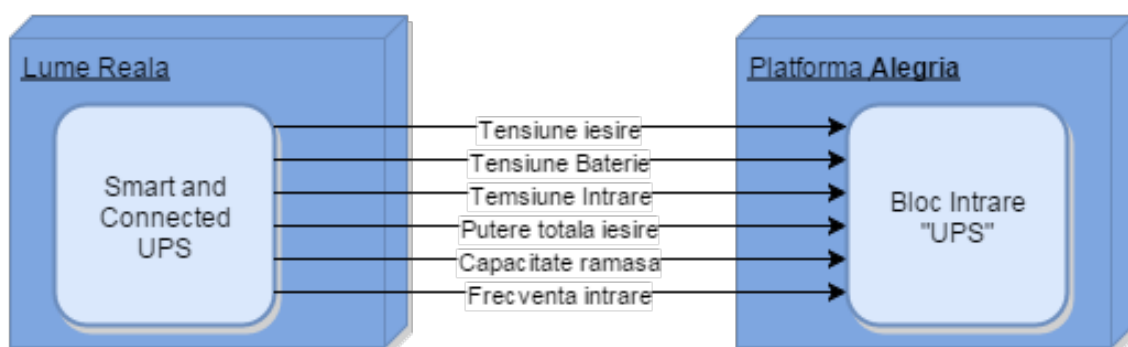 Lume Reala
Platforma Alegria
Smart and
Connected
UPS
Tensiune iesire
Tensiune Baterie
Temsiune Intrare
Putere totala iesire
Capacitate ramasa
Frecventa intrare
Bloc Intrare
"UPS"